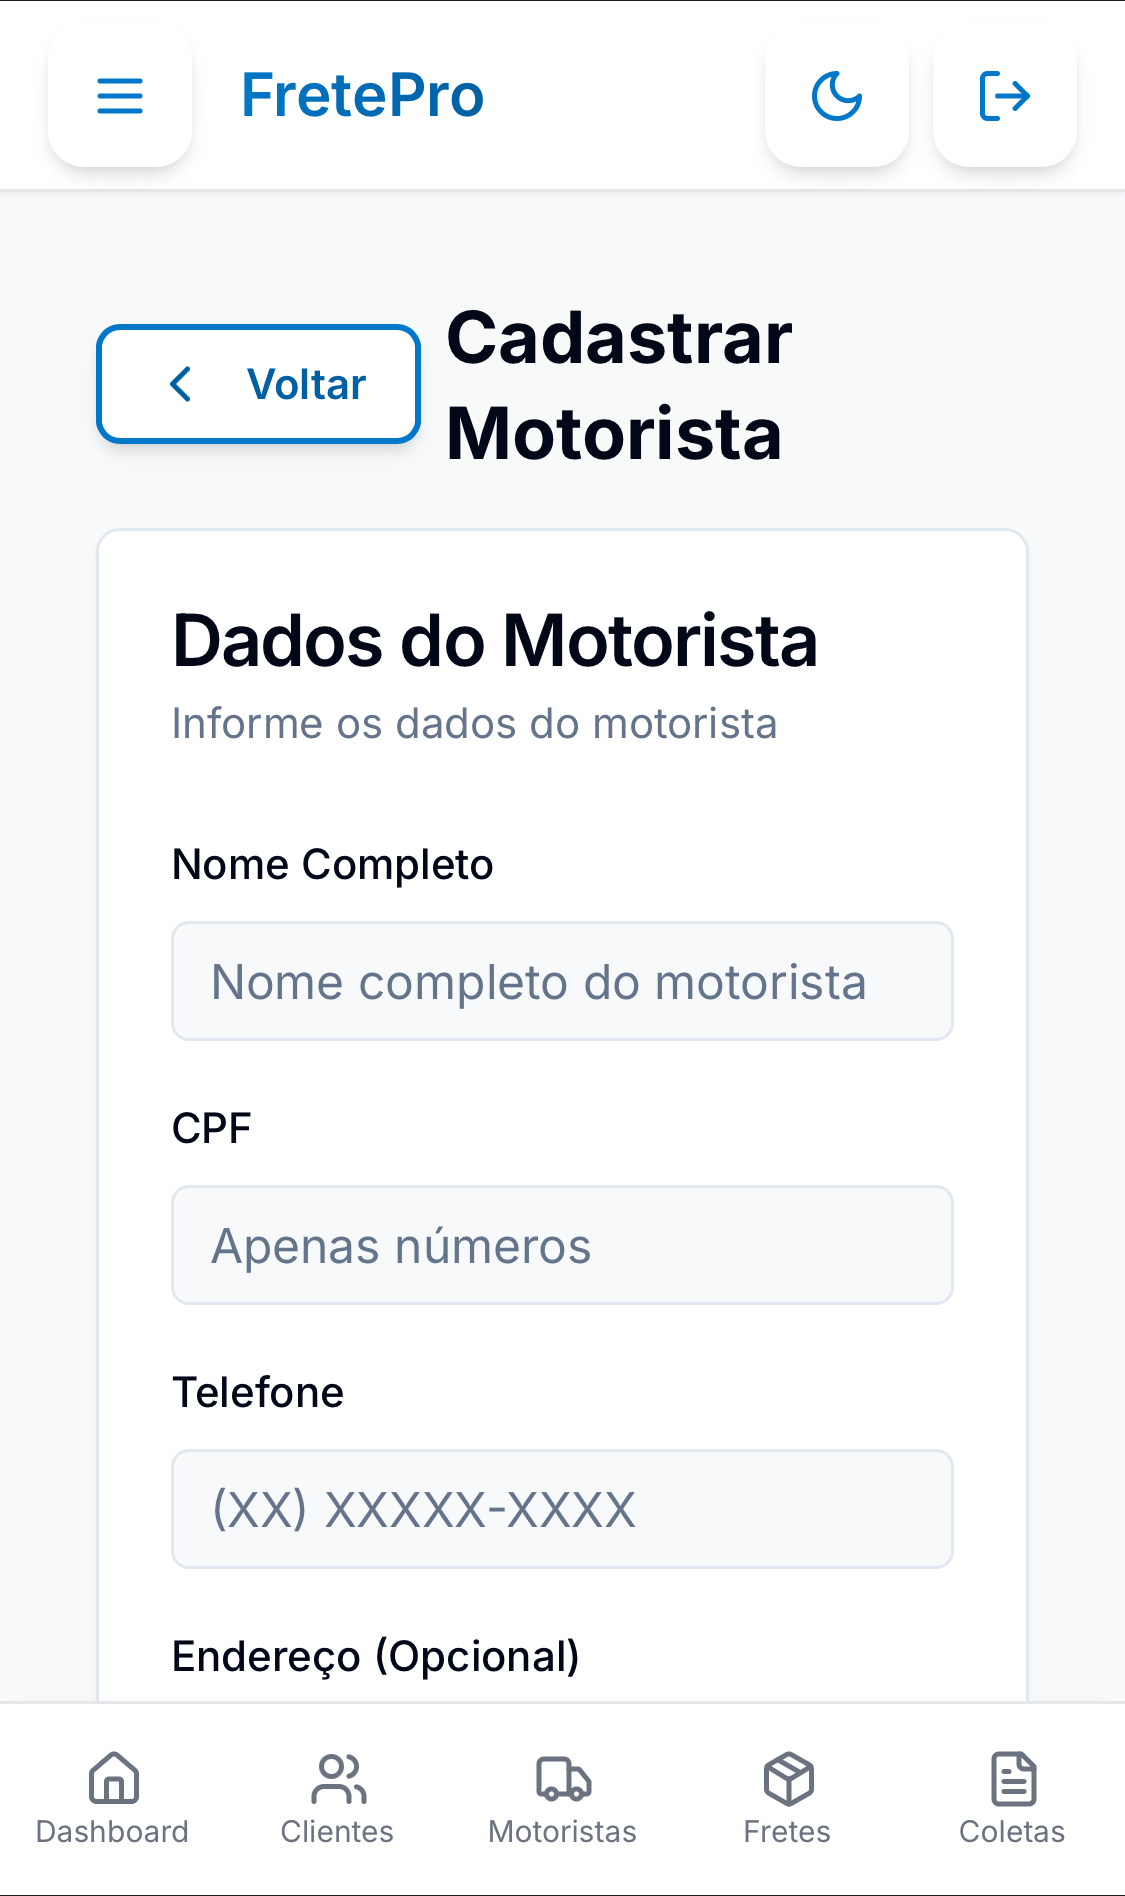 FretePro
Voltar
Cadastrar
Motorista
Dados do Motorista
Informe os dados do motorista
Nome Completo
Nome completo do motorista
CPF
Apenas números
Telefone
(XX) XXXXX-XXXX
Endereço (Opcional)
Dashboard
Clientes
Motoristas
Fretes
Coletas